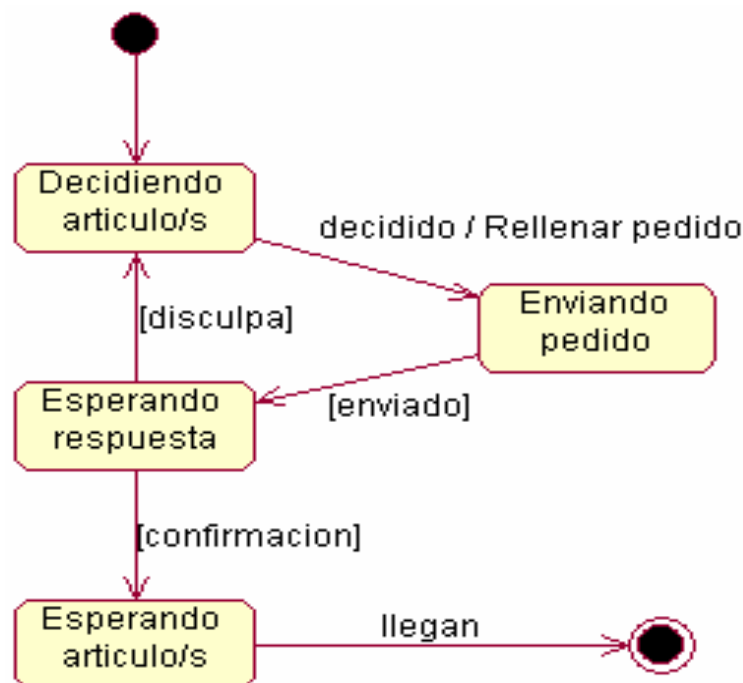 Decidiendo
articulo/s
decidido / Rellenar pedido
Enviando
pedido
[disculpa]
[enviado]
Esperando
respuesta
[confirmacion]
Esperando
articulo/s
llegan